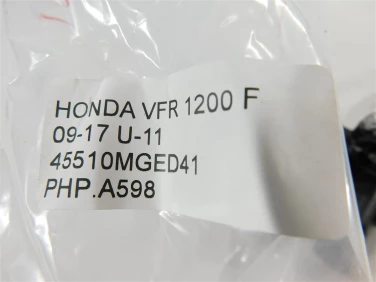 HONDA VFR 1200 F
09-17 U-11
45510MGED41
PHP.A598